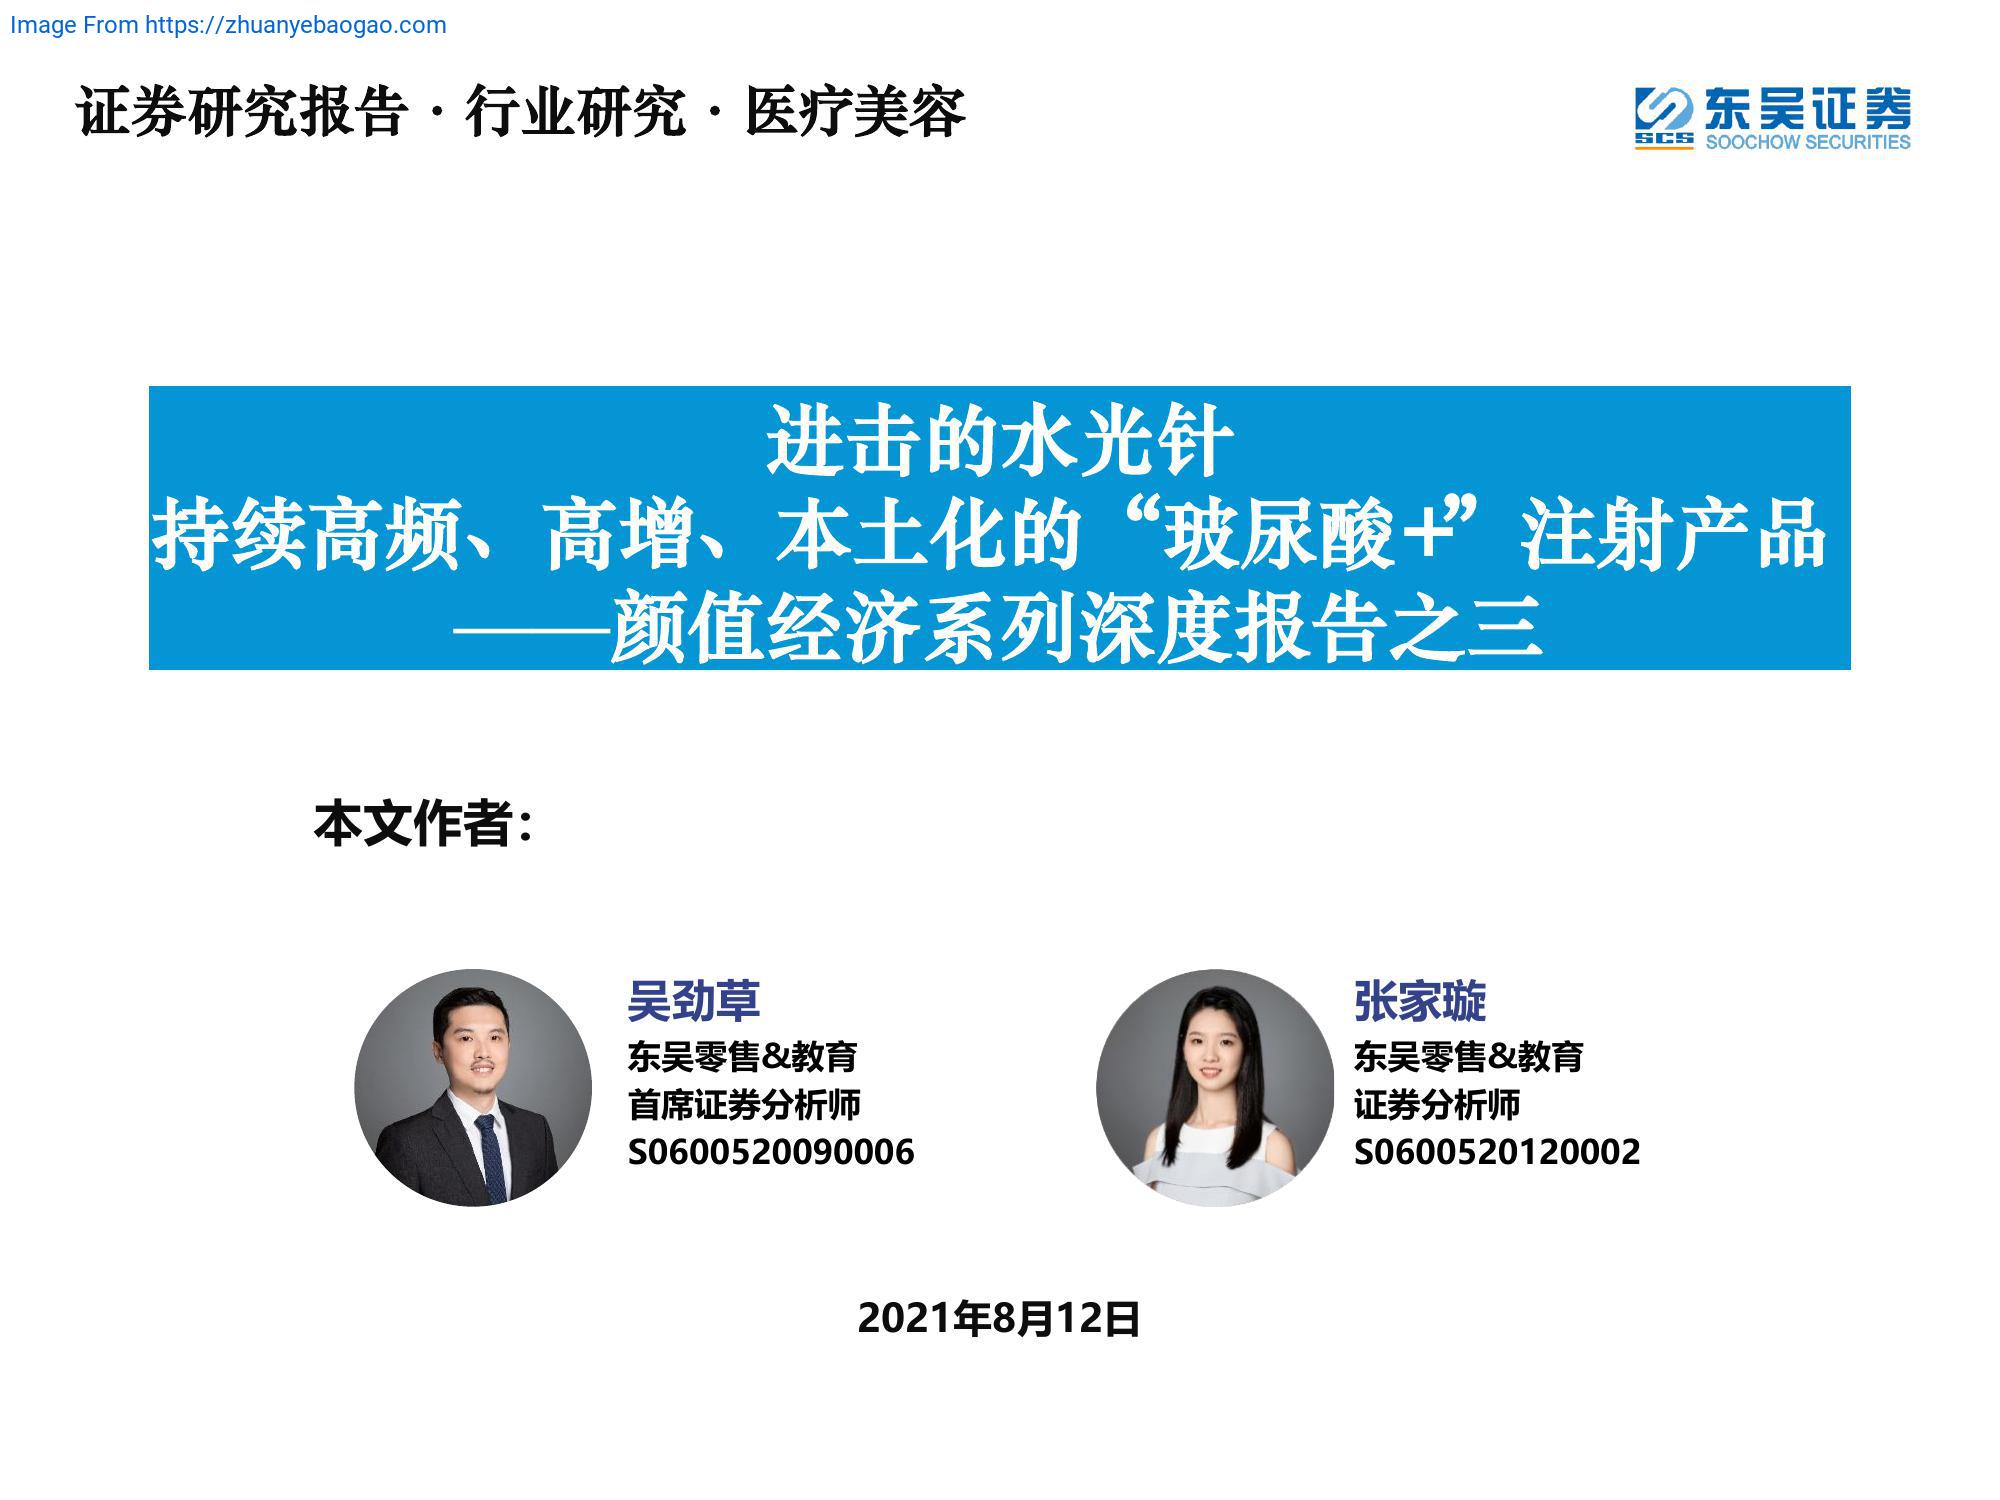 Image From https://zhuanyebaogao.com
证券研究报告 · 行业研究 · 医疗美容
东吴证券
SCS
SOOCHOW SECURITIES
进击的水光针
持续高频、高增、本土化的“玻尿酸+”注射产品
——颜值经济系列深度报告之三
本文作者：
吴劲草
东吴零售&教育
首席证券分析师
S0600520090006
张家璇
东吴零售&教育
证券分析师
S0600520120002
2021年8月12日